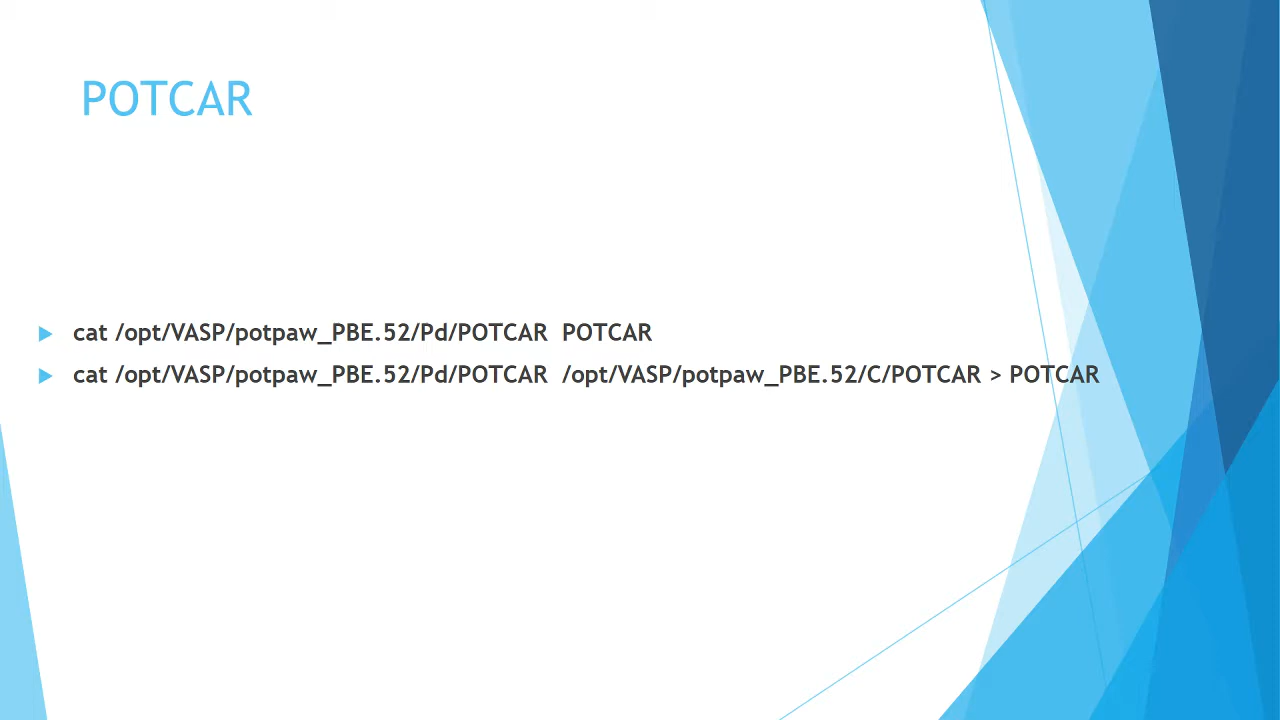 POTCAR
cat /opt/VASP/potpaw_PBE.52/Pd/POTCAR  POTCAR
cat /opt/VASP/potpaw_PBE.52/Pd/POTCAR  /opt/VASP/potpaw_PBE.52/C/POTCAR > POTCAR